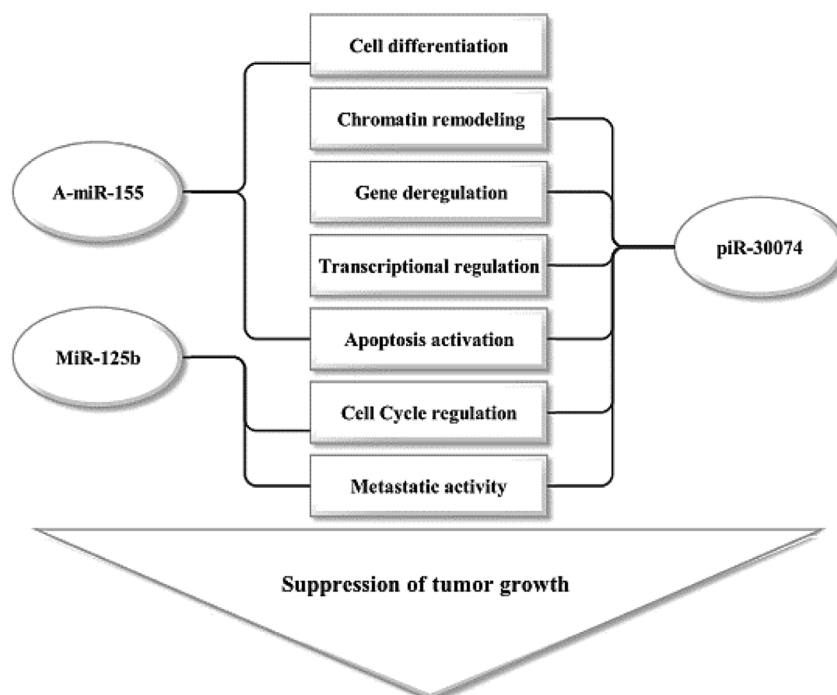 Cell differentiation
Chromatin remodeling
A-miR-155
Gene deregulation
piR-30074
Transcriptional regulation
MiR-125b
Apoptosis activation
Cell Cycle regulation
Metastatic activity
Suppression of tumor growth